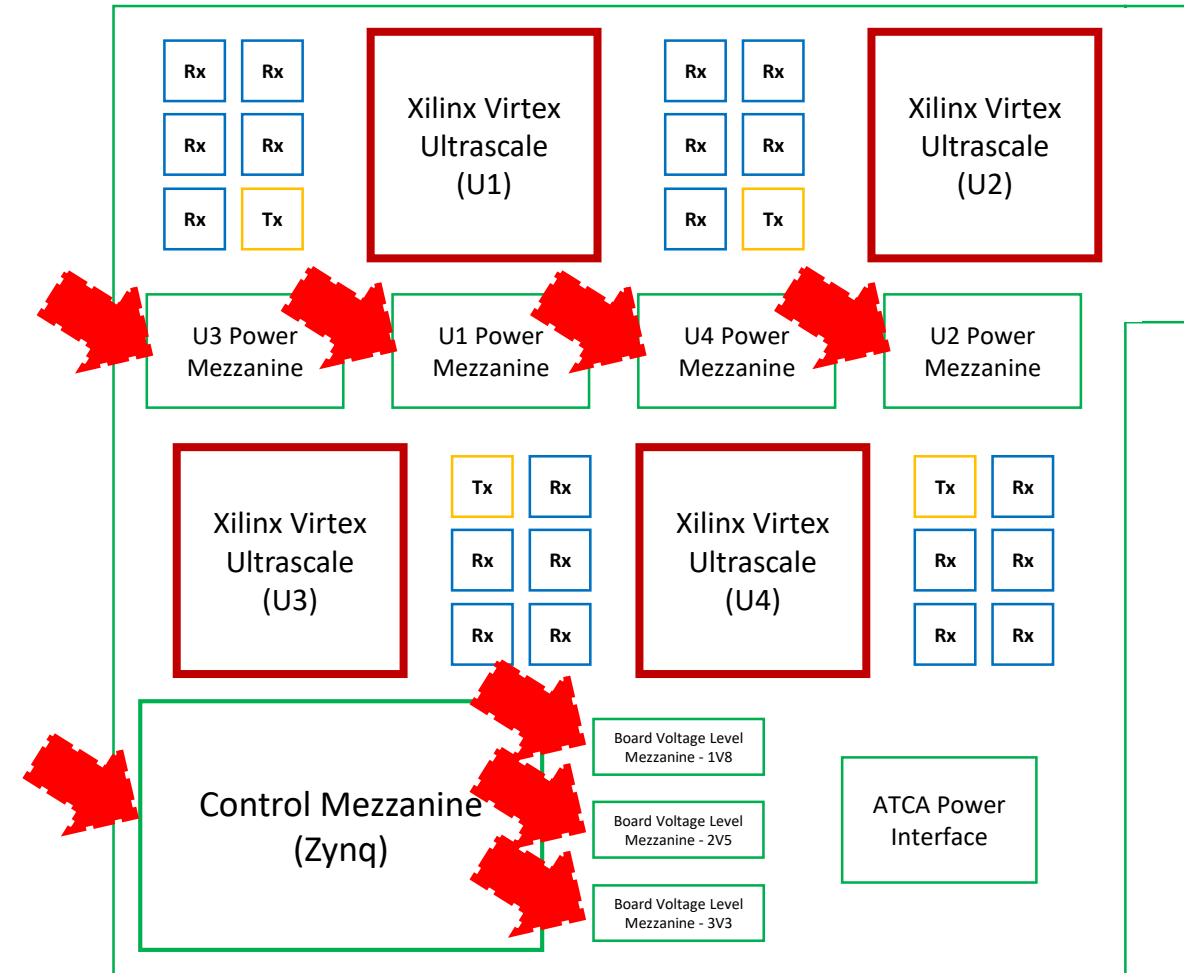 Rx Rx
Rx Rx
Rx Tx
Xilinx Virtex
Ultrascale
(U1)
Rx Rx
Rx Rx
Rx Tx
Xilinx Virtex
Ultrascale
(U2)
U3 Power
Mezzanine
U1 Power
Mezzanine
U4 Power
Mezzanine
U2 Power
Mezzanine
Xilinx Virtex
Ultrascale
(U3)
Tx Rx
Rx Rx
Rx Rx
Xilinx Virtex
Ultrascale
(U4)
Tx Rx
Rx Rx
Rx Rx
Control Mezzanine
(Zynq)
Board Voltage Level
Mezzanine - 1V8
Board Voltage Level
Mezzanine - 2V5
Board Voltage Level
Mezzanine - 3V3
ATCA Power
Interface